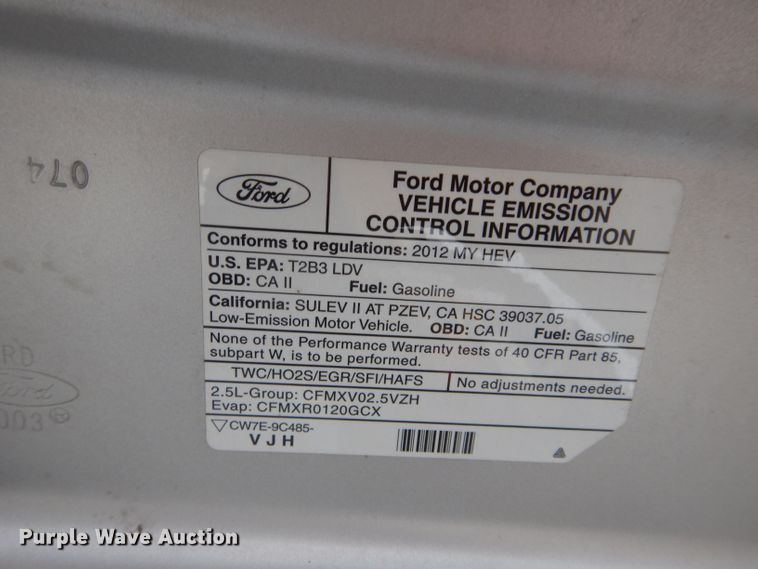 074
Ford
Ford Motor Company
VEHICLE EMISSION
CONTROL INFORMATION
Conforms to regulations: 2012 MY HEV
U.S. EPA: T2B3 LDV
OBD: CA II Fuel: Gasoline
California: SULEV II AT PZEV, CA HSC 39037.05
Low-Emission Motor Vehicle. OBD: CA II Fuel: Gasoline
None of the Performance Warranty tests of 40 CFR Part 85,
subpart W, is to be performed.
TWC/HO2S/EGR/SFI/HAFS No adjustments needed.
2.5L-Group: CFMXV02.5VZH
Evap: CFMXR0120GCX
CW7E-9C485-
V J H
RD
Ford
003®
Purple Wave Auction